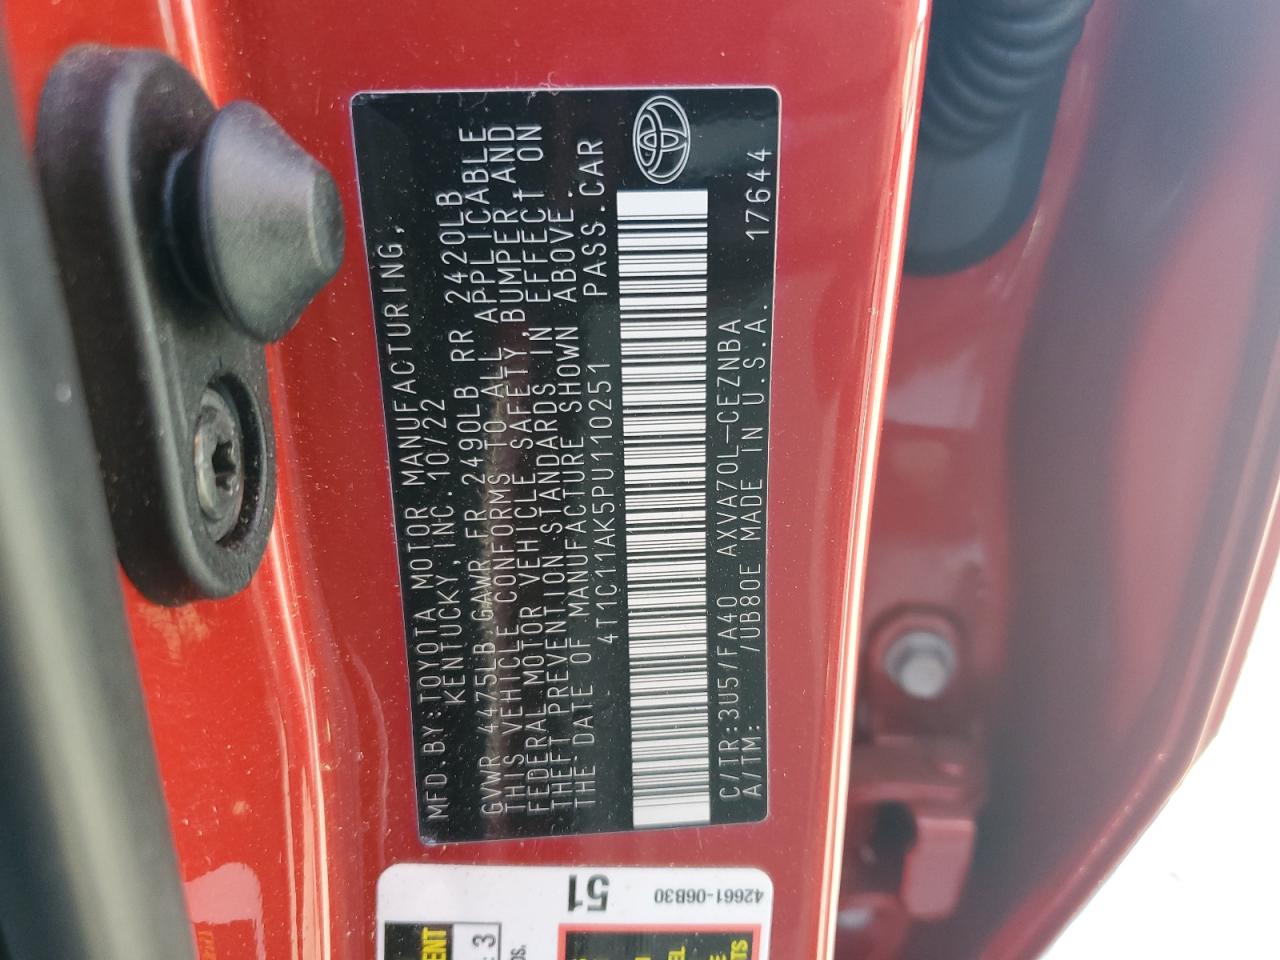 MFD.BY:TOYOTA MOTOR MANUFACTURING,
KENTUCKY,INC. 10/22
GVWR 4475LB GAWR FR 2490LB RR 2420LB
THIS VEHICLE CONFORMS TO ALL APPLICABLE
FEDERAL MOTOR VEHICLE SAFETY,BUMPER AND
THEFT PREVENTION STANDARDS IN EFFECT ON
THE DATE OF MANUFACTURE SHOWN ABOVE.
4T1C11AK5PU110251 PASS.CAR
C/TR:3U5/FA40 AXVA70L-CEZNBA
A/TM: /UB80E MADE IN U.S.A. 17644
51
42661-06B30
3